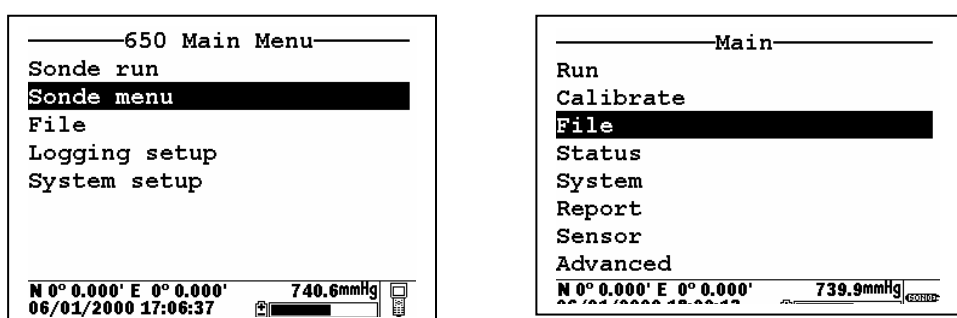 650 Main Menu
Sonde run
Sonde menu
File
Logging setup
System setup
N 0° 0.000' E 0° 0.000' 740.6mmHg
06/01/2000 17:06:37
Main
Run
Calibrate
File
Status
System
Report
Sensor
Advanced
N 0° 0.000' E 0° 0.000' 739.9mmHg